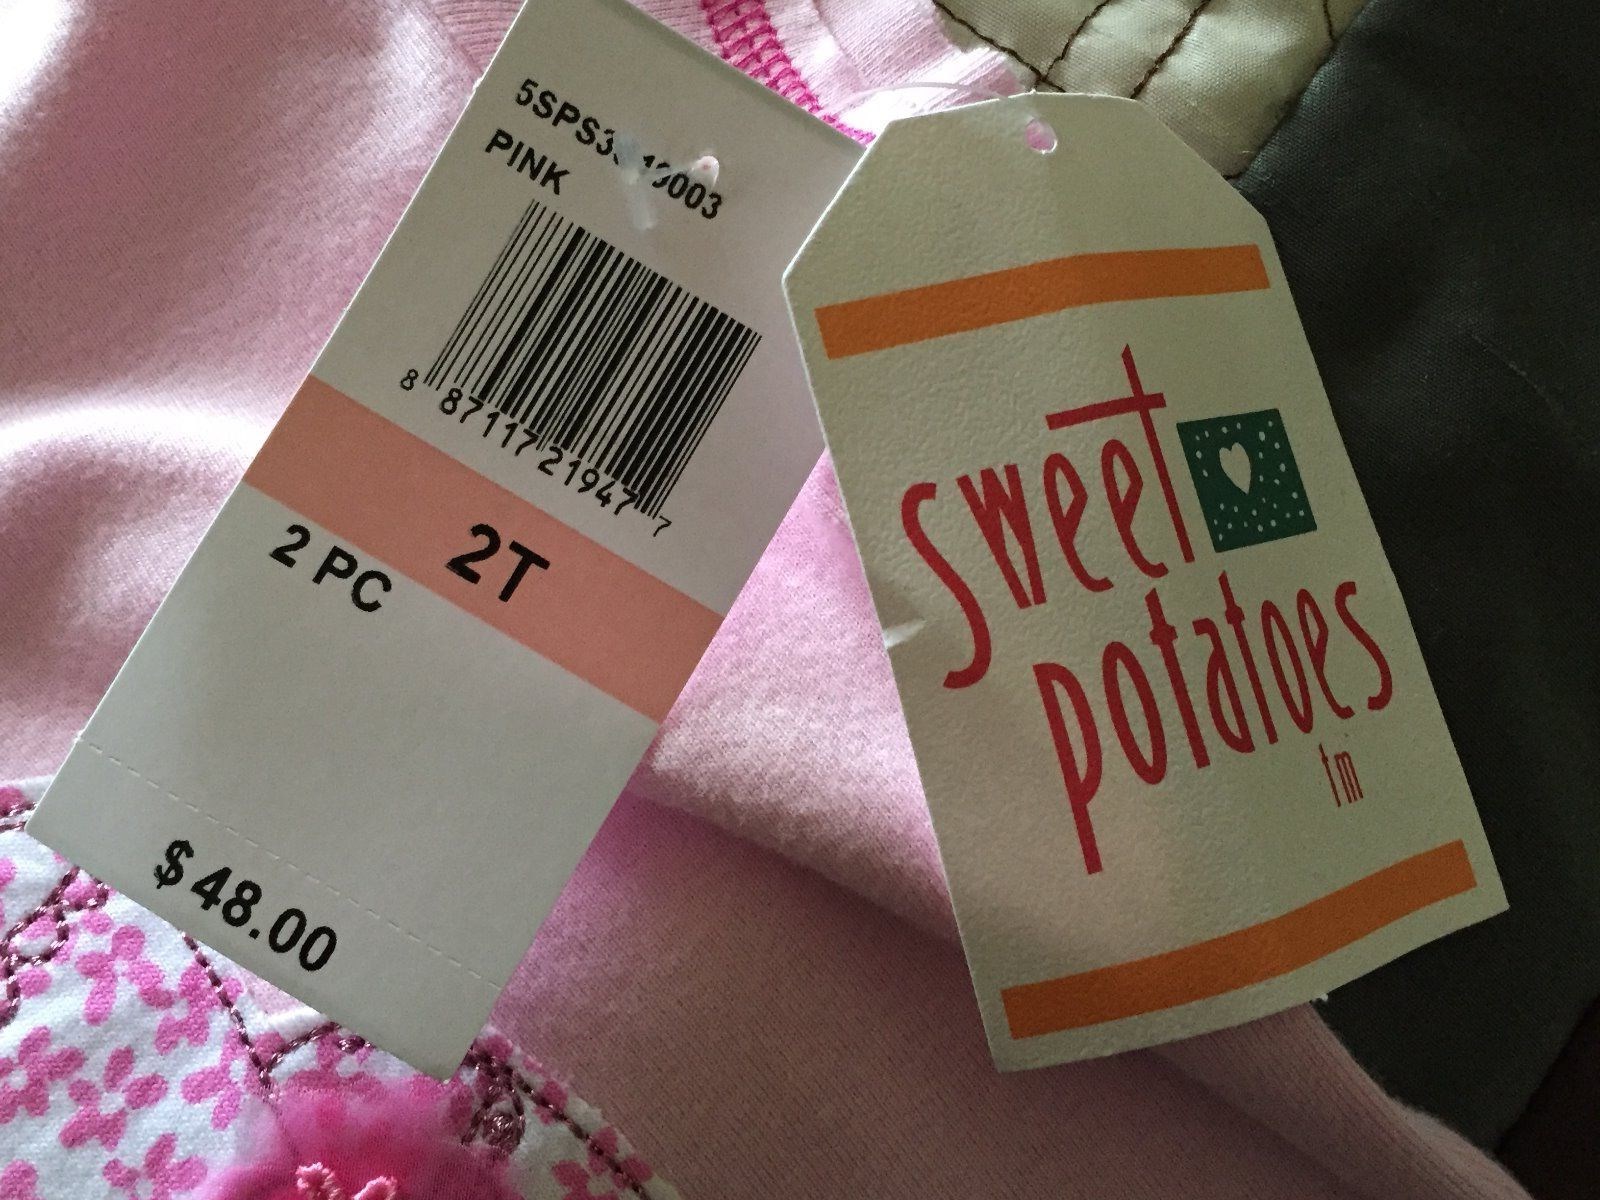 PINK
8 87117 21947 7
2T
2 PC
$48.00
sweet
potatoes
tm